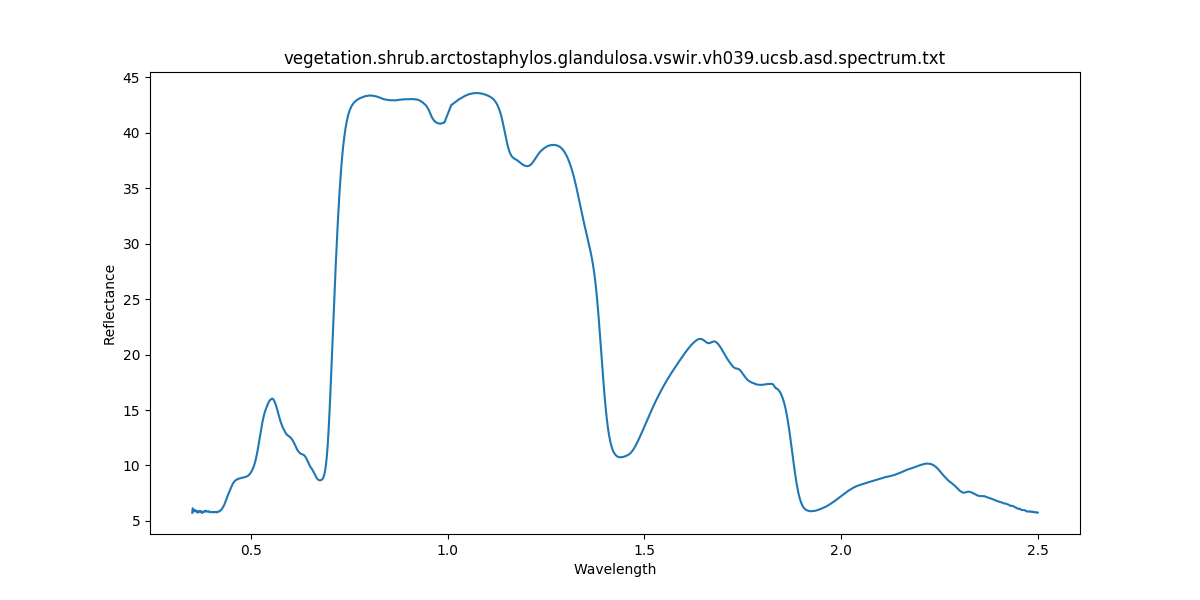 vegetation.shrub.arctostaphylos.glandulosa.vswir.vh039.ucsb.asd.spectrum.txt
45
40
35
30
25
20
15
10
5
Reflectance
0.5 1.0 1.5 2.0 2.5
Wavelength